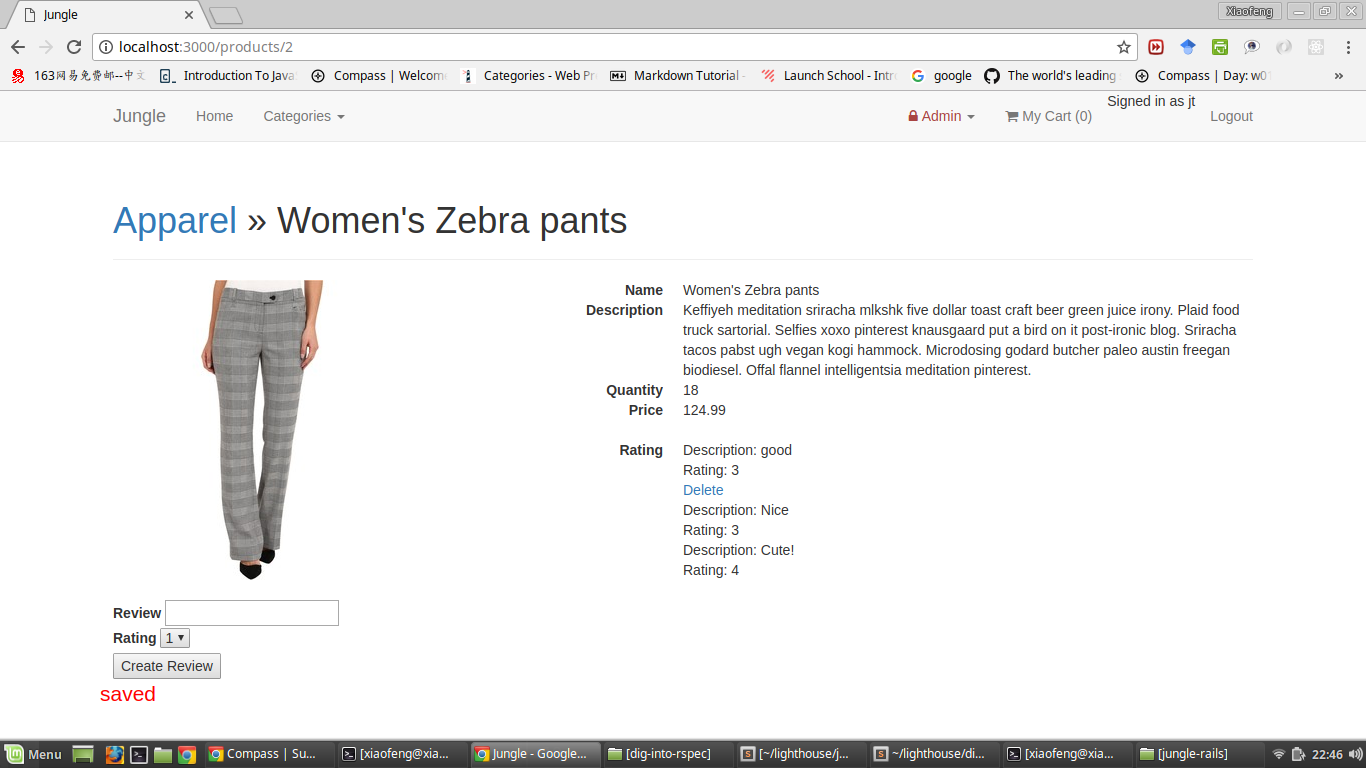 Jungle
Xiaofeng
localhost:3000/products/2
163网易免费邮--中文 Introduction To Java Compass | Welcom Categories - Web Pr Markdown Tutorial - Launch School - Intr google The world's leading Compass | Day: w01 »
Signed in as jt
Jungle Home Categories Admin My Cart (0) Logout
Apparel » Women's Zebra pants
Name Women's Zebra pants
Description Keffiyeh meditation sriracha mlkshk five dollar toast craft beer green juice irony. Plaid food
truck sartorial. Selfies xoxo pinterest knausgaard put a bird on it post-ironic blog. Sriracha
tacos pabst ugh vegan kogi hammock. Microdosing godard butcher paleo austin freegan
biodiesel. Offal flannel intelligentsia meditation pinterest.
Quantity 18
Price 124.99
Rating Description: good
Rating: 3
Delete
Description: Nice
Rating: 3
Description: Cute!
Rating: 4
Review
Rating 1
Create Review
saved
Menu Compass | Su... [xiaofeng@xia... Jungle - Google... [dig-into-rspec] [~/lighthouse/j... ~/lighthouse/di... [xiaofeng@xia... [jungle-rails] 22:46